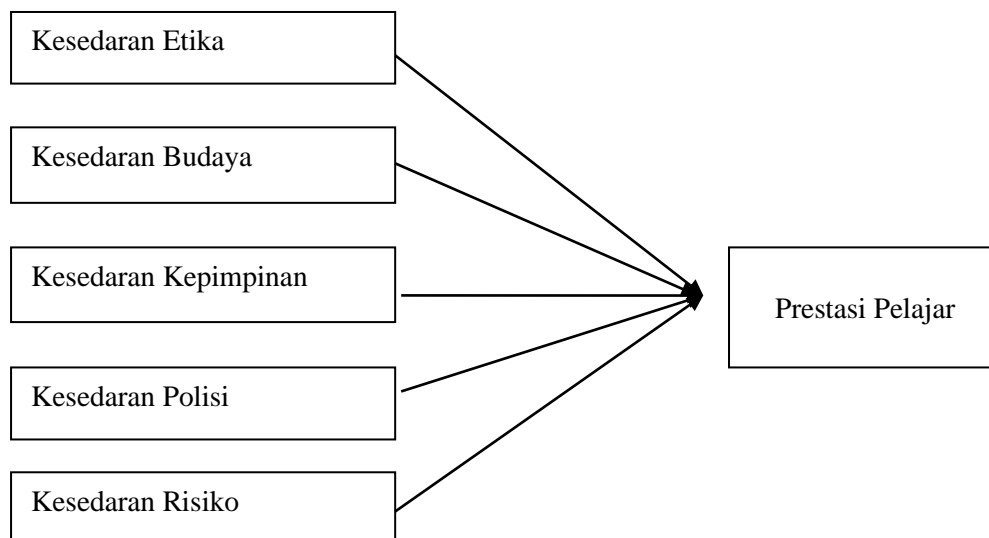 Kesedaran Etika
Kesedaran Budaya
Kesedaran Kepimpinan
Prestasi Pelajar
Kesedaran Polisi
Kesedaran Risiko